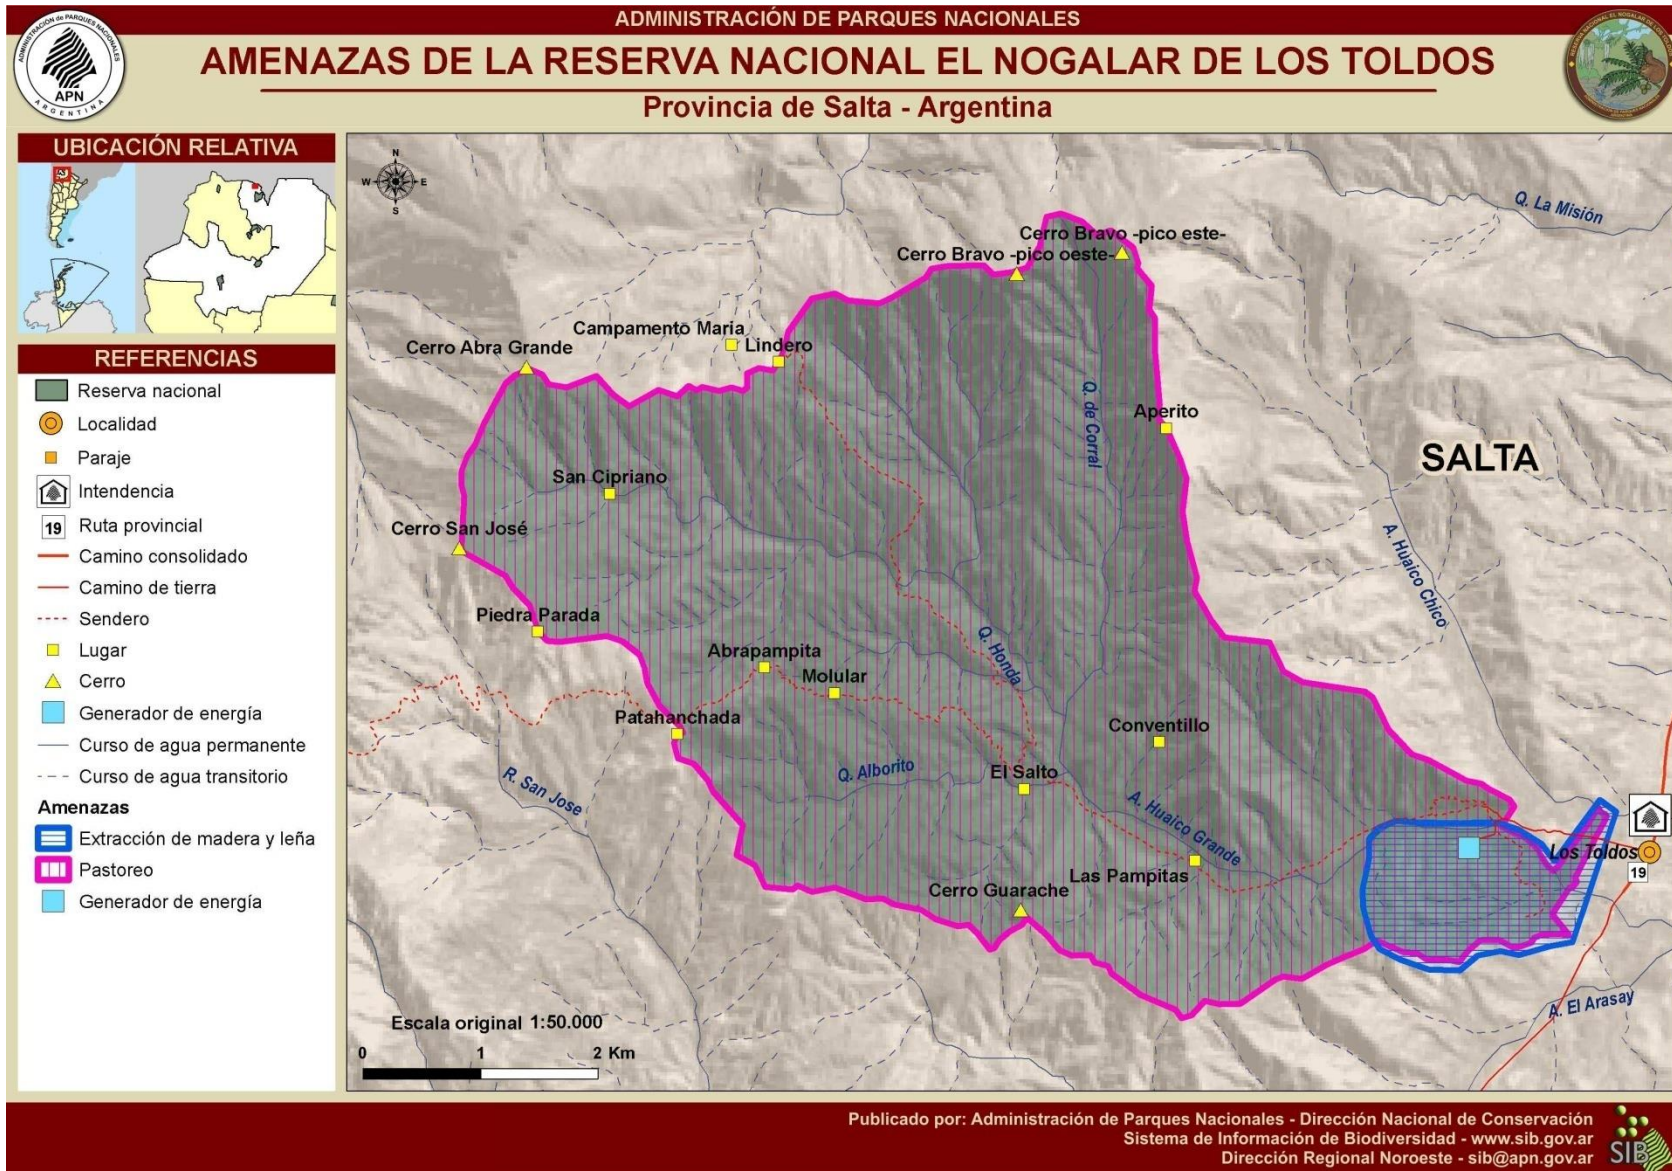 ADMINISTRACIÓN DE PARQUES NACIONALES
AMENAZAS DE LA RESERVA NACIONAL EL NOGALAR DE LOS TOLDOS
Provincia de Salta - Argentina
ADMINISTRACIÓN de PARQUES NACIONALES
APN
ARGENTINA
UBICACIÓN RELATIVA
REFERENCIAS
Reserva nacional
Localidad
Paraje
Intendencia
19 Ruta provincial
Camino consolidado
Camino de tierra
Sendero
Lugar
Cerro
Generador de energía
Curso de agua permanente
Curso de agua transitorio
Amenazas
Extracción de madera y leña
Pastoreo
Generador de energía
N
W E
S
Q. La Misión
Cerro Bravo -pico este-
Cerro Bravo -pico oeste-
Campamento Maria
Lindero
Cerro Abra Grande
Q. de Corral
Aperito
SALTA
San Cipriano
Cerro San José
A. Huaico Chico
Piedra Parada
Q. Honda
Abrapampita
Molular
Patahanchada
Conventillo
Q. Alborito
El Salto
R. San Jose
A. Huaico Grande
Las Pampitas
Los Toldos
19
Cerro Guarache
A. El Arasay
Escala original 1:50.000
0 1 2 Km
Publicado por: Administración de Parques Nacionales - Dirección Nacional de Conservación
Sistema de Información de Biodiversidad - www.sib.gov.ar
Dirección Regional Noroeste - sib@apn.gov.ar
SIB